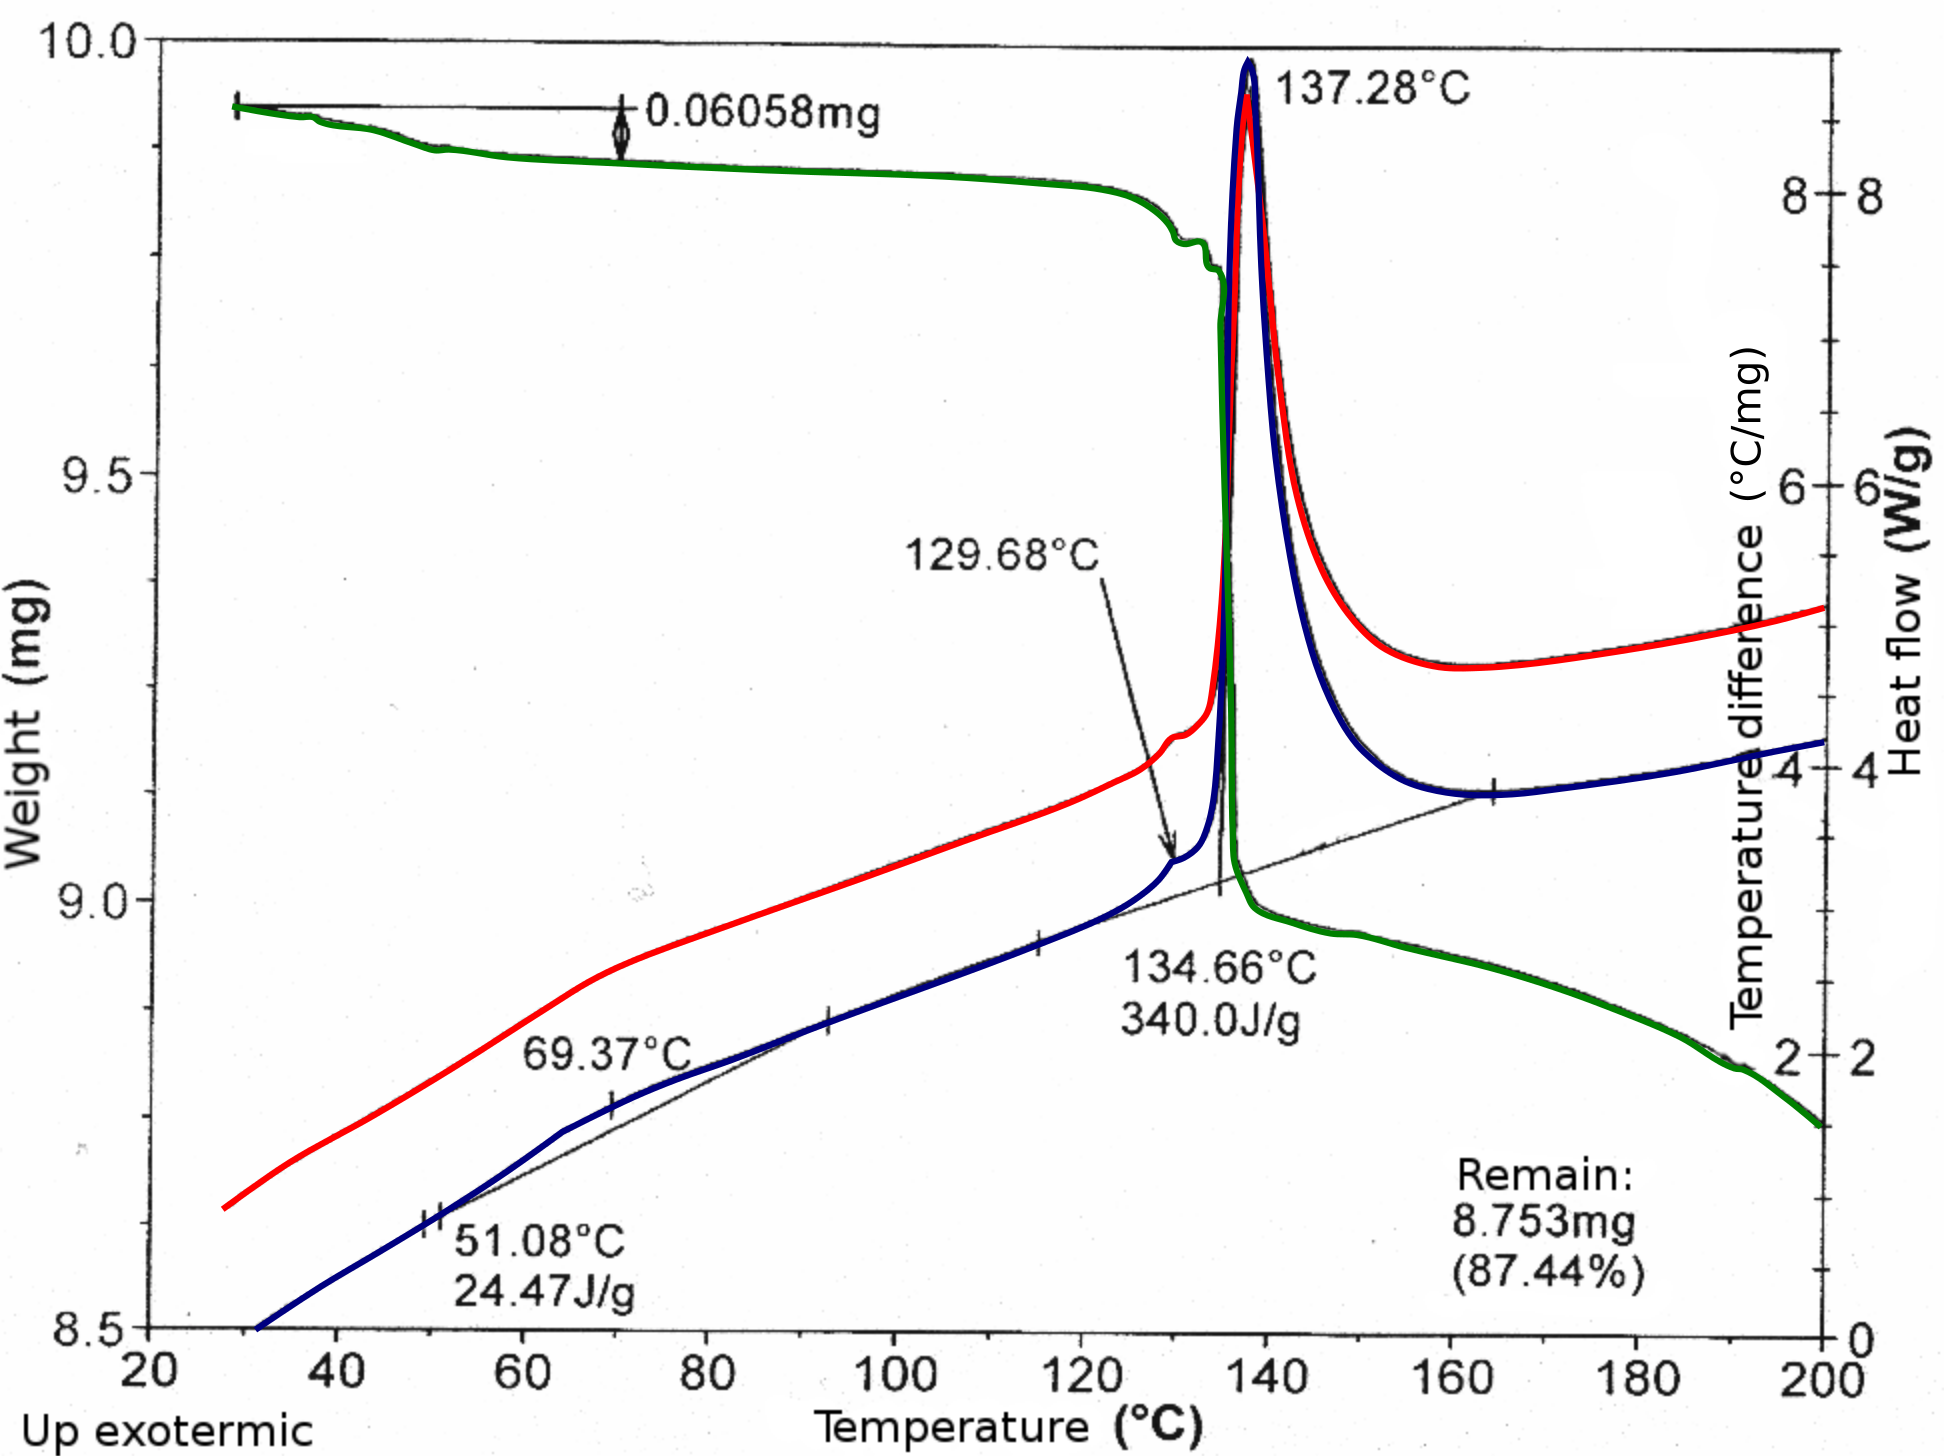 10.0
0.06058mg
137.28°C
8 8
9.5
6 6
129.68°C
Weight (mg)
Temperature difference (°C/mg)
Heat flow (W/g)
4 4
9.0
134.66°C
340.0J/g
69.37°C
2 2
51.08°C
24.47J/g
Remain:
8.753mg
(87.44%)
8.5
0
20 40 60 80 100 120 140 160 180 200
Up exotermic
Temperature (°C)